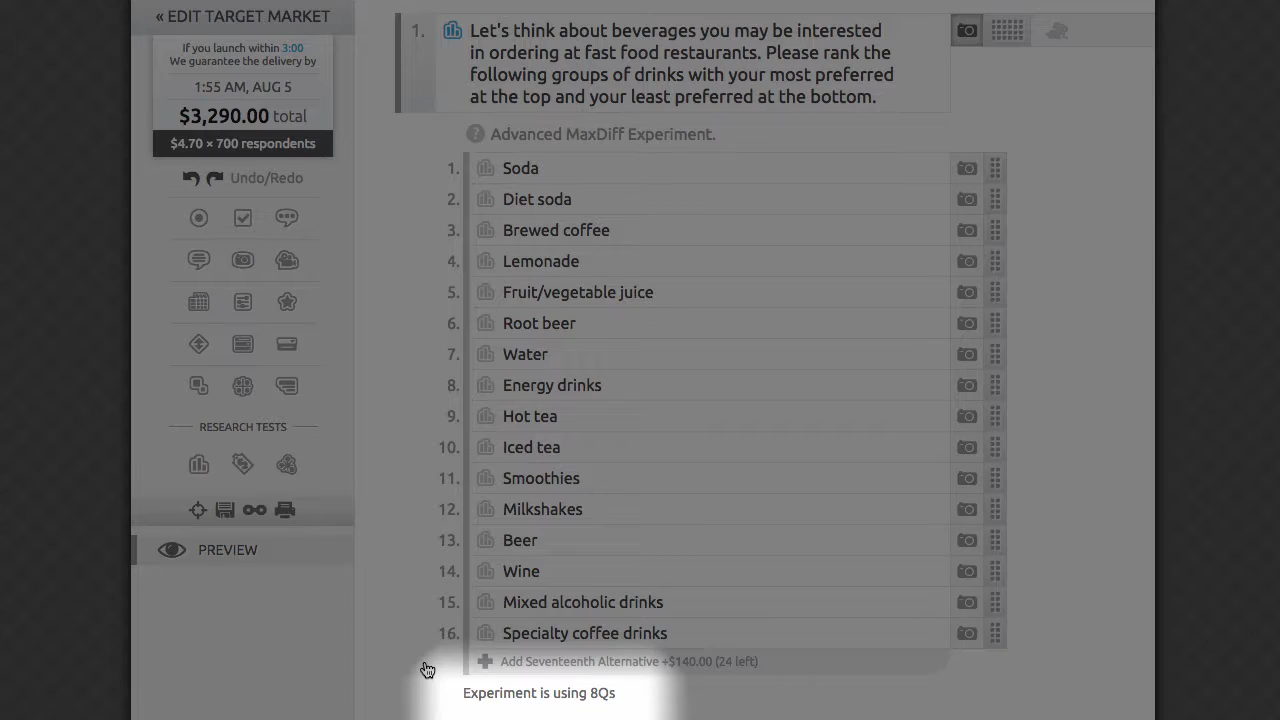 « EDIT TARGET MARKET
If you launch within 3:00
We guarantee the delivery by
1:55 AM, AUG 5
$3,290.00 total
$4.70 × 700 respondents
Undo/Redo
RESEARCH TESTS
PREVIEW
1. Let's think about beverages you may be interested
in ordering at fast food restaurants. Please rank the
following groups of drinks with your most preferred
at the top and your least preferred at the bottom.
? Advanced MaxDiff Experiment.
1. Soda
2. Diet soda
3. Brewed coffee
4. Lemonade
5. Fruit/vegetable juice
6. Root beer
7. Water
8. Energy drinks
9. Hot tea
10. Iced tea
11. Smoothies
12. Milkshakes
13. Beer
14. Wine
15. Mixed alcoholic drinks
16. Specialty coffee drinks
Add Seventeenth Alternative +$140.00 (24 left)
Experiment is using 8Qs